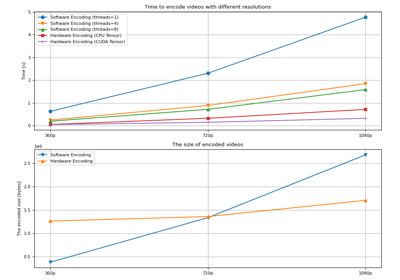 Time to encode videos with different resolutions
Software Encoding (threads=1)
Software Encoding (threads=4)
Software Encoding (threads=8)
Hardware Encoding (CPU Tensor)
Hardware Encoding (CUDA Tensor)
Time [s]
5
4
3
2
1
0
360p 720p 1080p
The size of encoded videos
1e6
Software Encoding
Hardware Encoding
The encoded size [bytes]
2.5
2.0
1.5
1.0
0.5
360p 720p 1080p